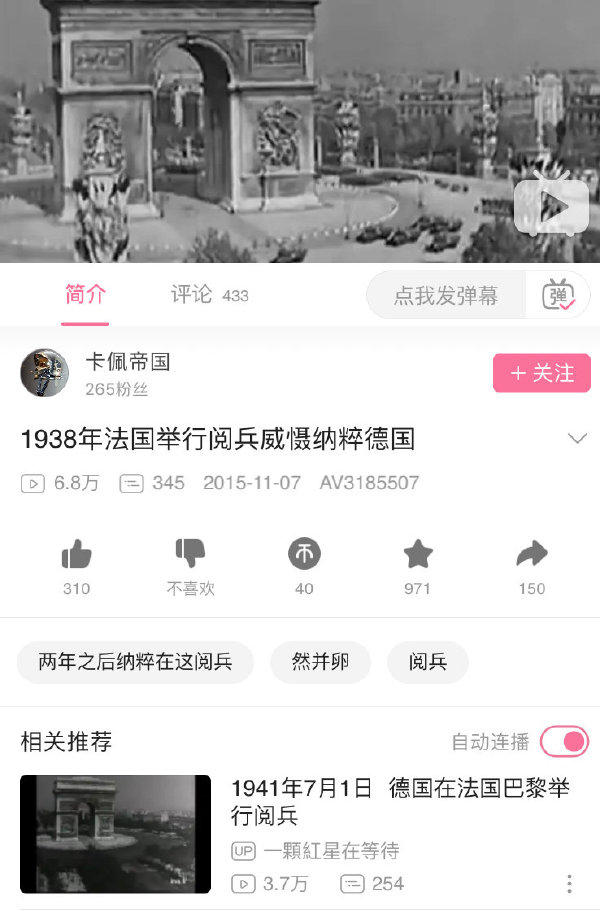 简介
评论 433
点我发弹幕
弹
卡佩帝国
265粉丝
+ 关注
1938年法国举行阅兵威慑纳粹德国
6.8万 345 2015-11-07 AV3185507
310 不喜欢 40 971 150
两年之后纳粹在这阅兵 然并卵 阅兵
相关推荐
自动连播
1941年7月1日 德国在法国巴黎举
行阅兵
UP 一顆紅星在等待
3.7万 254